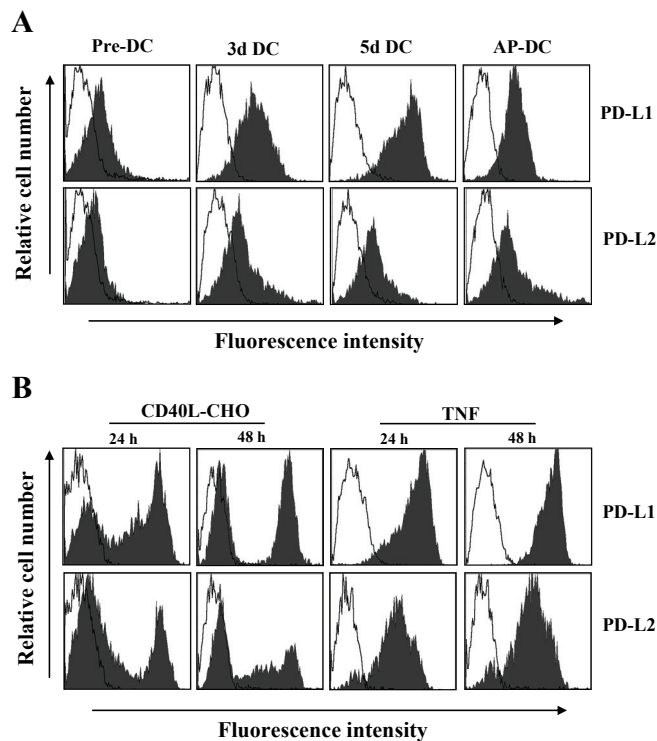 A
Pre-DC 3d DC 5d DC AP-DC
Relative cell number
PD-L1
PD-L2
Fluorescence intensity
B
CD40L-CHO TNF
24 h 48 h 24 h 48 h
Relative cell number
PD-L1
PD-L2
Fluorescence intensity